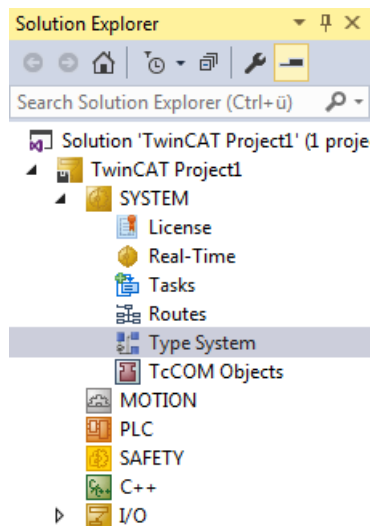 Solution Explorer
Search Solution Explorer (Ctrl+ü)
Solution 'TwinCAT Project1' (1 proje
TwinCAT Project1
SYSTEM
License
Real-Time
Tasks
Routes
Type System
TcCOM Objects
MOTION
PLC
SAFETY
C++
I/O